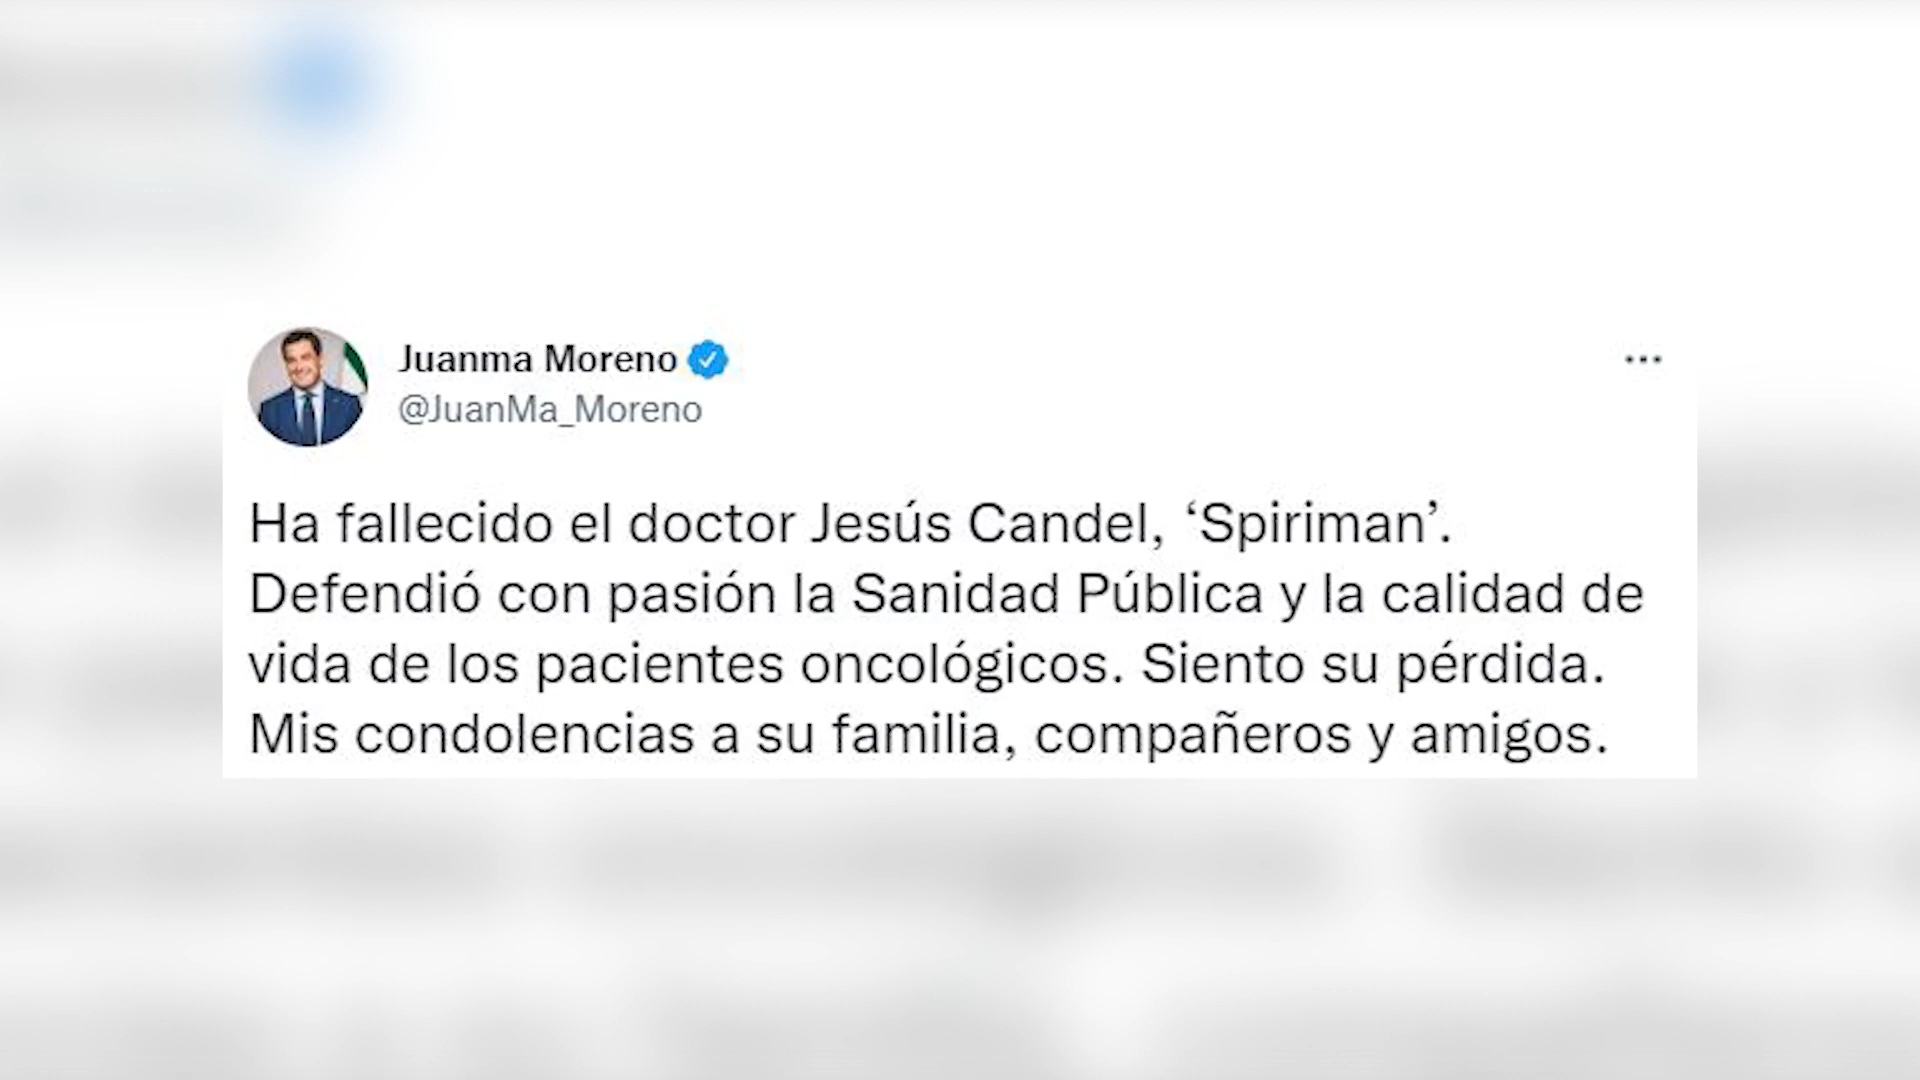 Juanma Moreno
@JuanMa_Moreno
Ha fallecido el doctor Jesús Candel, ‘Spiriman’.
Defendió con pasión la Sanidad Pública y la calidad de
vida de los pacientes oncológicos. Siento su pérdida.
Mis condolencias a su familia, compañeros y amigos.